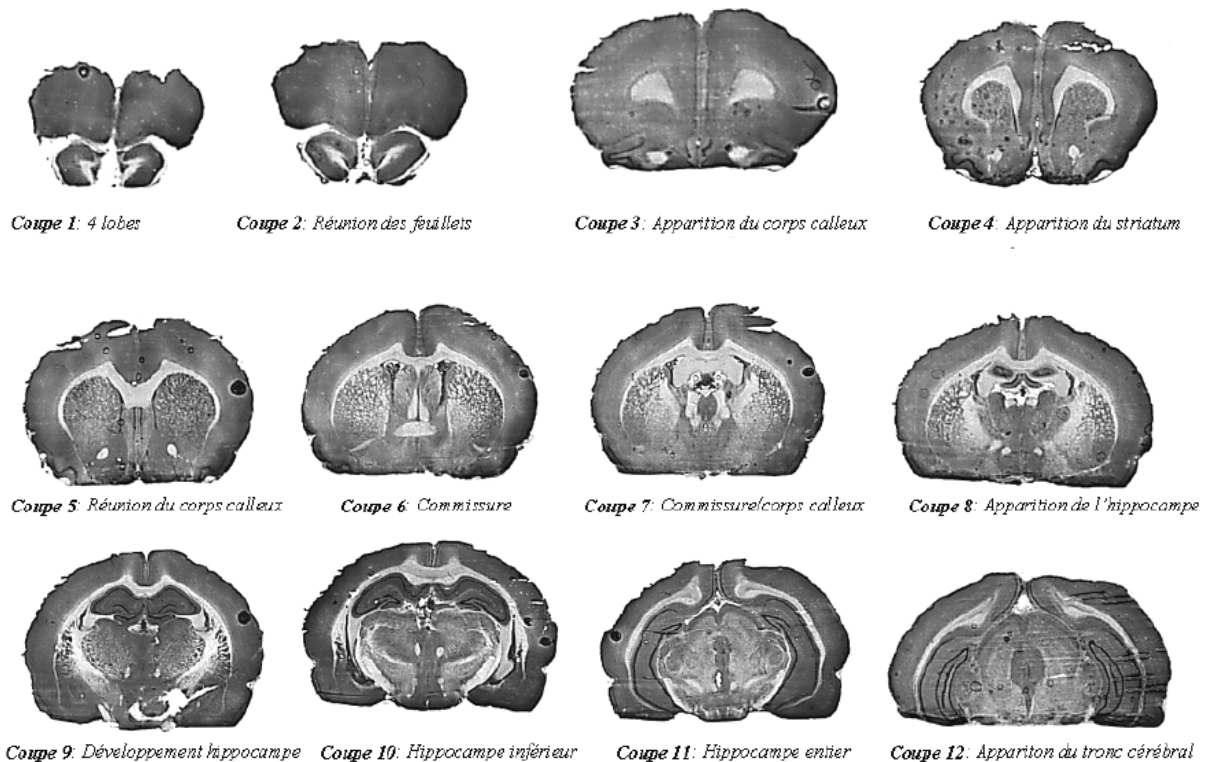 Coupe 1: 4 lobes
Coupe 2: Réunion des feuillets
Coupe 3: Apparition du corps calleux
Coupe 4: Apparition du striatum
Coupe 5: Réunion du corps calleux
Coupe 6: Commissure
Coupe 7: Commissure/corps calleux
Coupe 8: Apparition de l'hippocampe
Coupe 9: Développement hippocampe
Coupe 10: Hippocampe inférieur
Coupe 11: Hippocampe entier
Coupe 12: Appariton du tronc cérébral